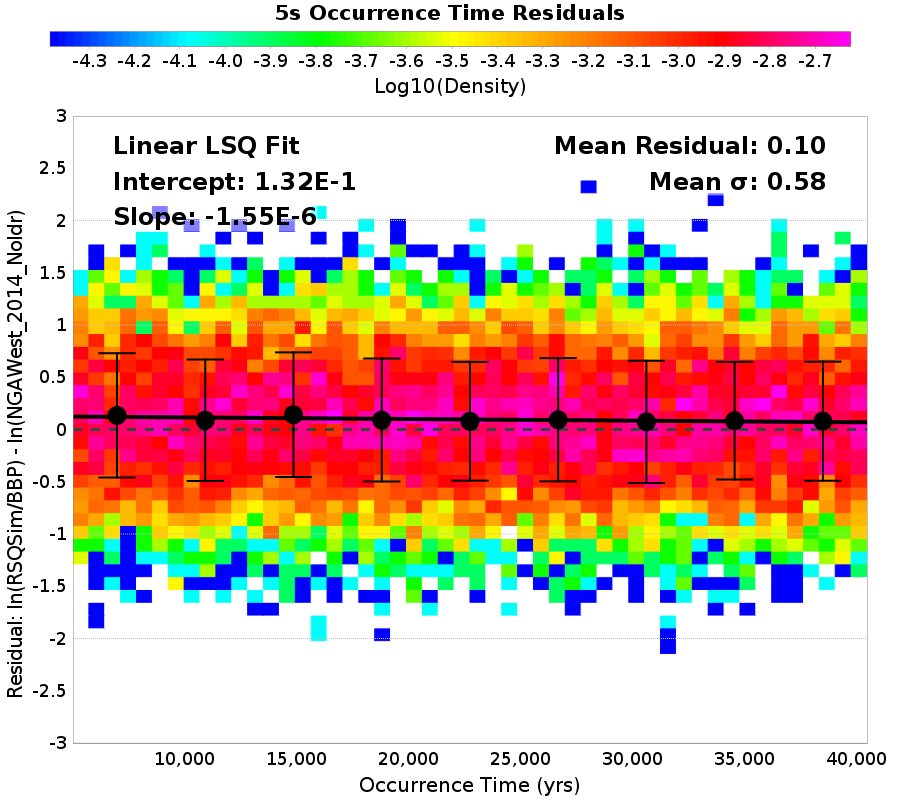 5s Occurrence Time Residuals
-4.3 -4.2 -4.1 -4.0 -3.9 -3.8 -3.7 -3.6 -3.5 -3.4 -3.3 -3.2 -3.1 -3.0 -2.9 -2.8 -2.7
Log10(Density)
Residual: ln(RSQSim/BBP) - ln(NGAWest_2014_NoIdr)
3
2.5
2
1.5
1
0.5
0
-0.5
-1
-1.5
-2
-2.5
-3
Linear LSQ Fit
Intercept: 1.32E-1
Slope: -1.55E-6
Mean Residual: 0.10
Mean σ: 0.58
10,000 15,000 20,000 25,000 30,000 35,000 40,000
Occurrence Time (yrs)